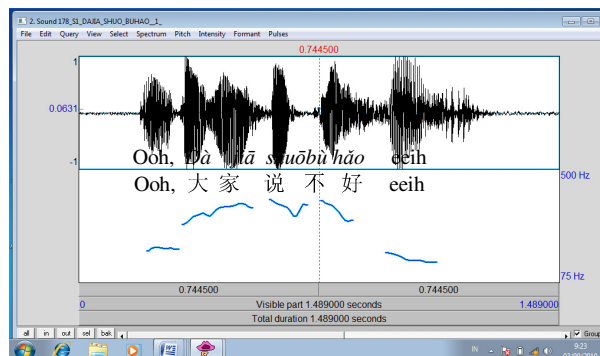 2. Sound 178_S1_DAJIA_SHUO_BUHAO__1_
File Edit Query View Select Spectrum Pitch Intensity Formant Pulses
0.744500
1
0.0631
-1
Ooh, Dà jiā shuōbù hǎo eeih
Ooh, 大 家 说 不 好 eeih
500 Hz
75 Hz
0.744500 0.744500
0 Visible part 1.489000 seconds 1.489000
Total duration 1.489000 seconds
all in out sel bak Group
IN 9:23